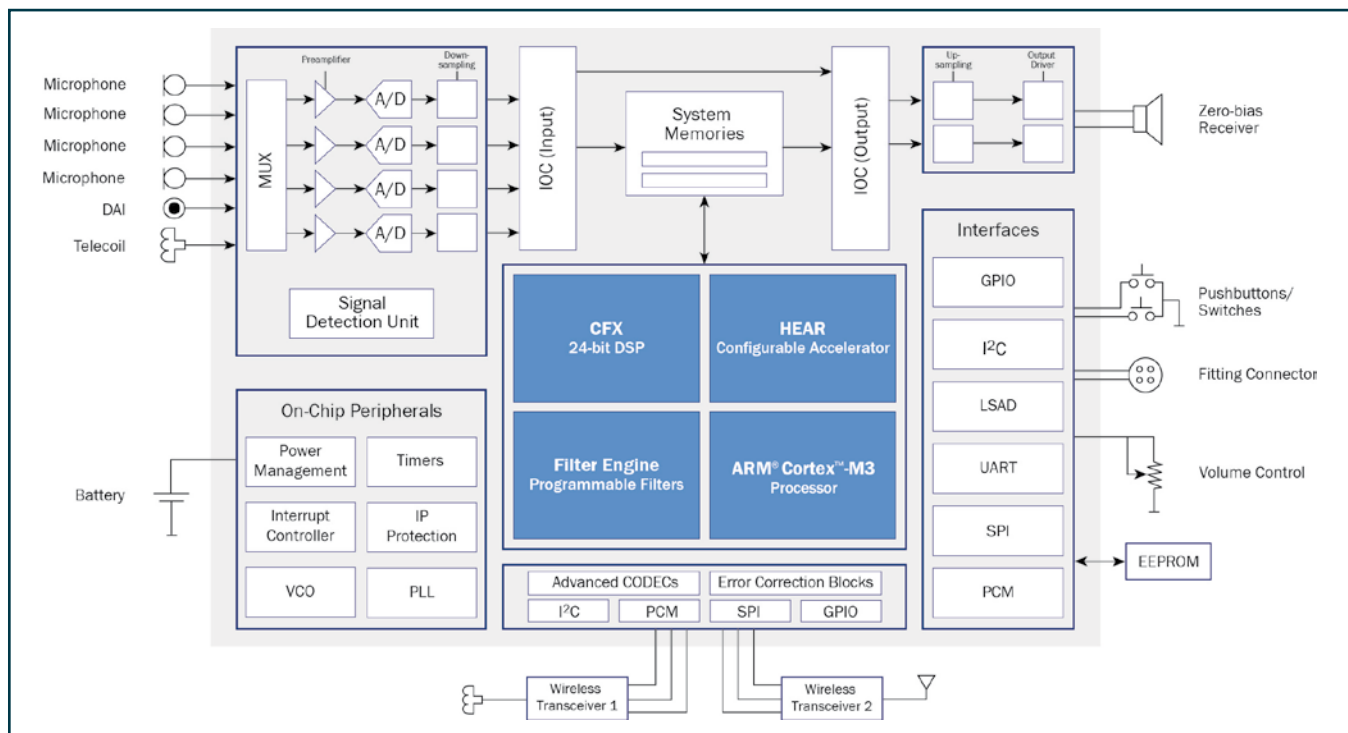 Microphone
Microphone
Microphone
Microphone
DAI
Telecoil
Preamplifier
Down-
sampling
MUX
A/D
A/D
A/D
A/D
Signal
Detection Unit
IOC (Input)
System
Memories
IOC (Output)
Up-
sampling
Output
Driver
Zero-bias
Receiver
CFX
24-bit DSP
HEAR
Configurable Accelerator
Filter Engine
Programmable Filters
ARM® Cortex™-M3
Processor
Interfaces
GPIO
I²C
LSAD
UART
SPI
PCM
Pushbuttons/
Switches
Fitting Connector
Volume Control
EEPROM
Battery
On-Chip Peripherals
Power
Management
Timers
Interrupt
Controller
IP
Protection
VCO
PLL
Advanced CODECs
Error Correction Blocks
I²C
PCM
SPI
GPIO
Wireless
Transceiver 1
Wireless
Transceiver 2